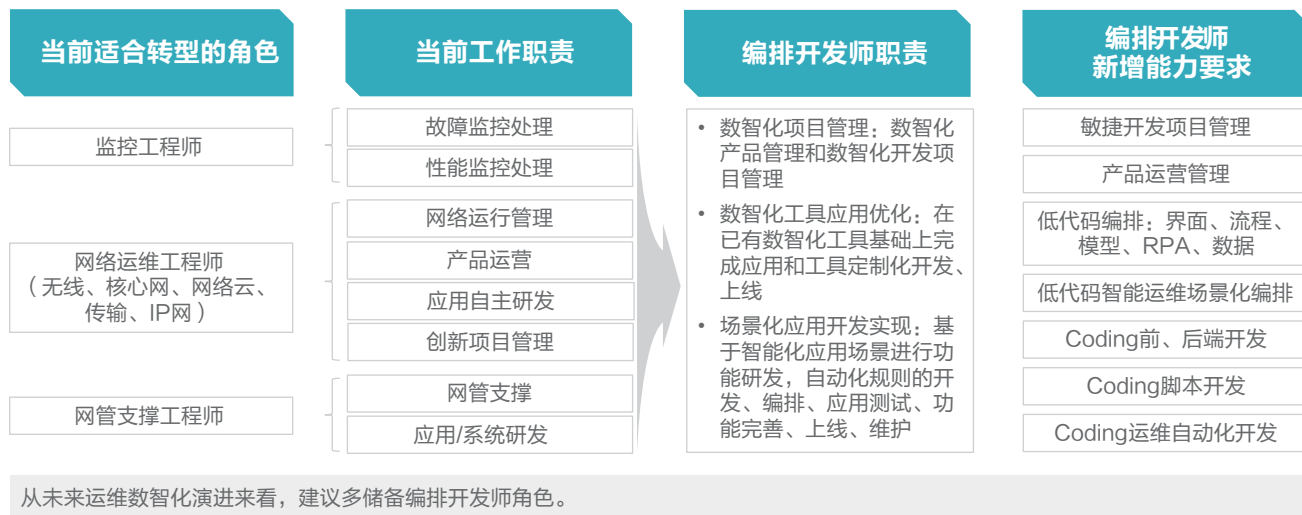 当前适合转型的角色
当前工作职责
编排开发师职责
编排开发师
新增能力要求
监控工程师
网络运维工程师
（无线、核心网、网络云、
传输、IP网）
网管支撑工程师
故障监控处理
性能监控处理
网络运行管理
产品运营
应用自主研发
创新项目管理
网管支撑
应用/系统研发
• 数智化项目管理：数智化
产品管理和数智化开发项
目管理
• 数智化工具应用优化：在
已有数智化工具基础上完
成应用和工具定制化开发、
上线
• 场景化应用开发实现：基
于智能化应用场景进行功
能研发，自动化规则的开
发、编排、应用测试、功
能完善、上线、维护
敏捷开发项目管理
产品运营管理
低代码编排：界面、流程、
模型、RPA、数据
低代码智能运维场景化编排
Coding前、后端开发
Coding脚本开发
Coding运维自动化开发
从未来运维数智化演进来看，建议多储备编排开发师角色。